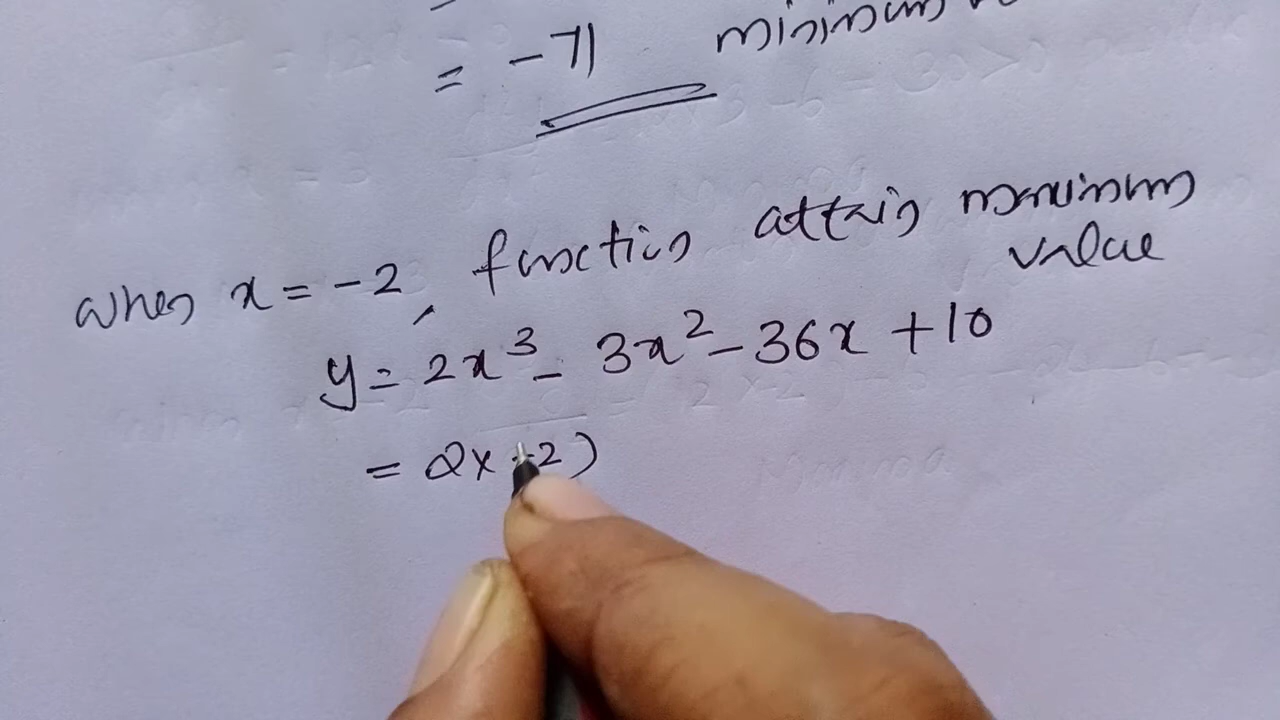 = -71 minimum
when x = -2, function attain maximum
value
y = 2x³ - 3x² - 36x + 10
= 2x -2)